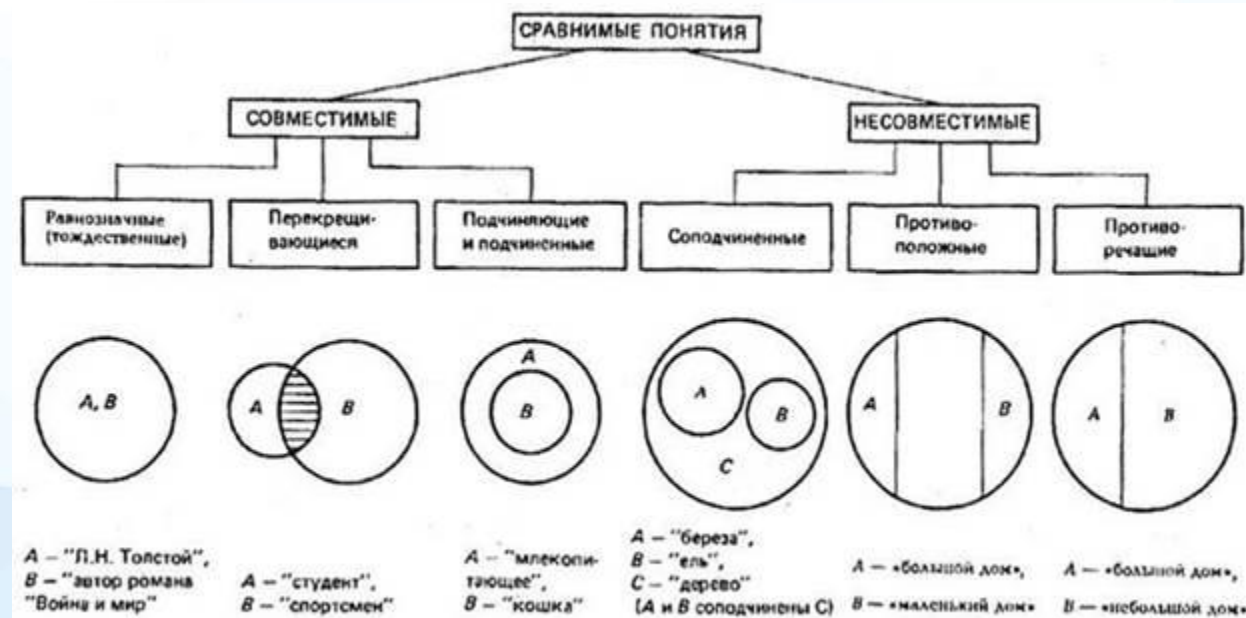 СРАВНИМЫЕ ПОНЯТИЯ
СОВМЕСТИМЫЕ
НЕСОВМЕСТИМЫЕ
Равнозначные
(тождественные)
Перекрещи-
вающиеся
Подчиняющие
и подчиненные
Соподчиненные
Противо-
положные
Противо-
речащие
A, B
A
B
A
B
A
B
C
A
B
A
B
A – "Л.Н. Толстой",
B – "автор романа
"Война и мир"
A – "студент",
B – "спортсмен"
A – "млекопи-
тающее",
B – "кошка"
A – "береза",
B – "ель",
C – "дерево"
(A и B соподчинены C)
A — «большой дом»,
B — «маленький дом»
A — «большой дом»,
B — «небольшой дом»